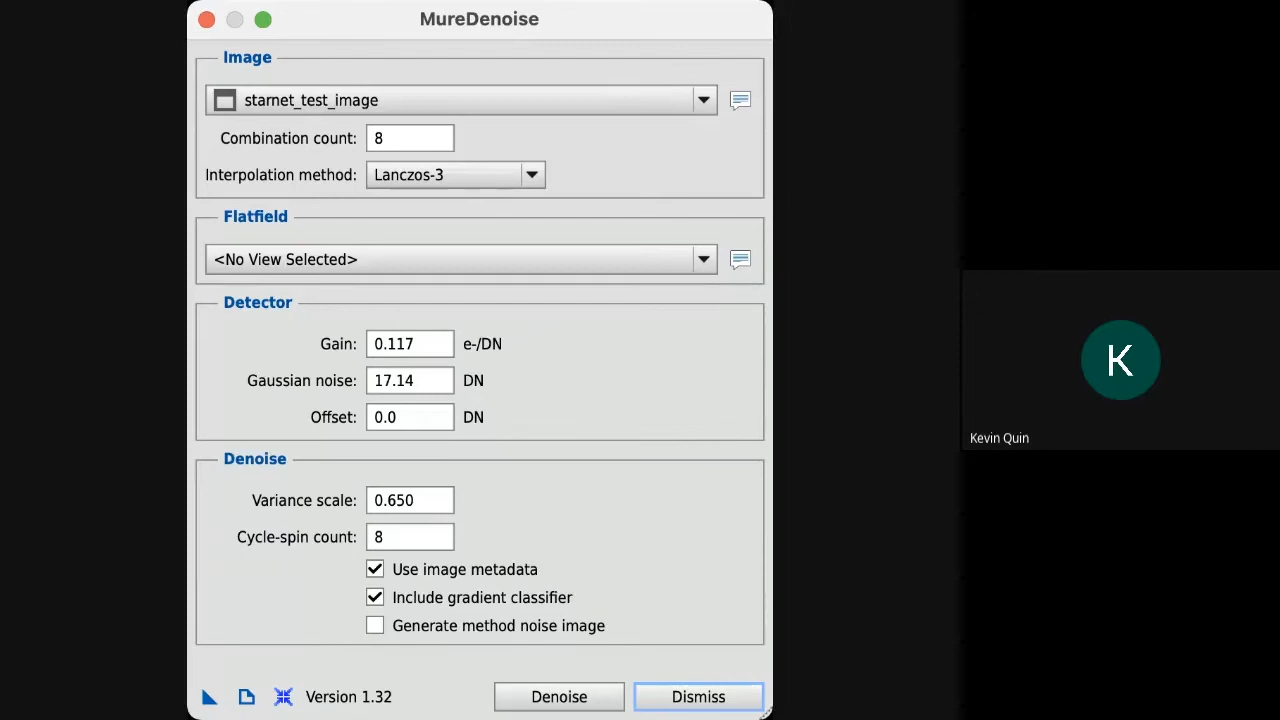 MureDenoise
Image
starnet_test_image
Combination count: 8
Interpolation method: Lanczos-3
Flatfield
<No View Selected>
Detector
Gain: 0.117 e-/DN
Gaussian noise: 17.14 DN
Offset: 0.0 DN
Denoise
Variance scale: 0.650
Cycle-spin count: 8
Use image metadata
Include gradient classifier
Generate method noise image
Version 1.32 Denoise Dismiss
K
Kevin Quin